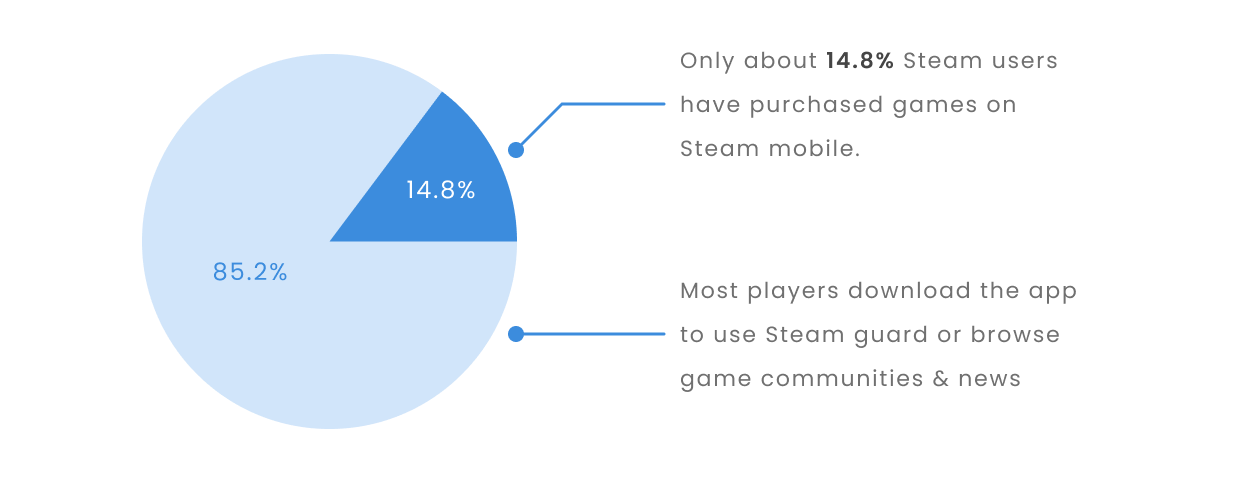 Only about 14.8% Steam users
have purchased games on
Steam mobile.
14.8%
85.2%
Most players download the app
to use Steam guard or browse
game communities & news